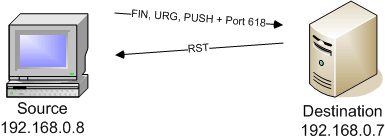 FIN, URG, PUSH + Port 618
RST
Source
192.168.0.8
Destination
192.168.0.7